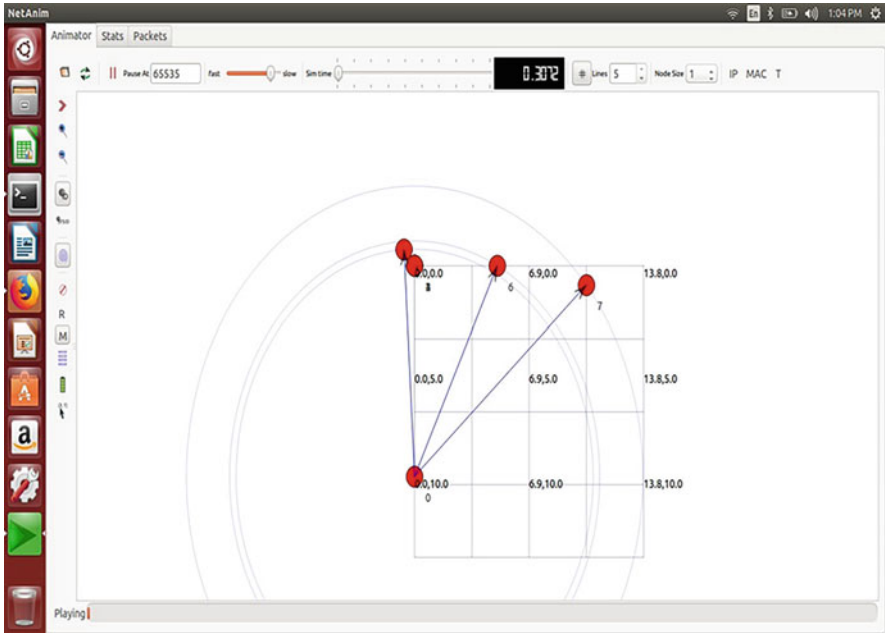 NetAnim
En
1:04 PM
Animator Stats Packets
Pause At 65535 fast slow Sim time 0.3072 # Lines 5 Node Size 1 IP MAC T
0.0,0.0 6.9,0.0 13.8,0.0
6
7
R
M
0.0,5.0 6.9,5.0 13.8,5.0
0.0,10.0 6.9,10.0 13.8,10.0
0
a
Playing